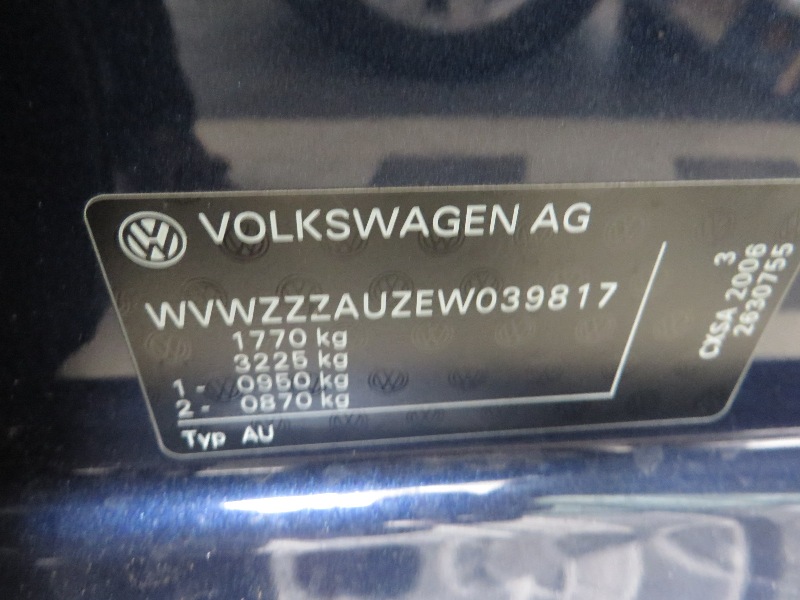 VOLKSWAGEN AG
WVWZZZAUZEW039817
1770 kg
3225 kg
1 - 0950 kg
2 - 0870 kg
Typ AU
3
CXSA 2006
2630755